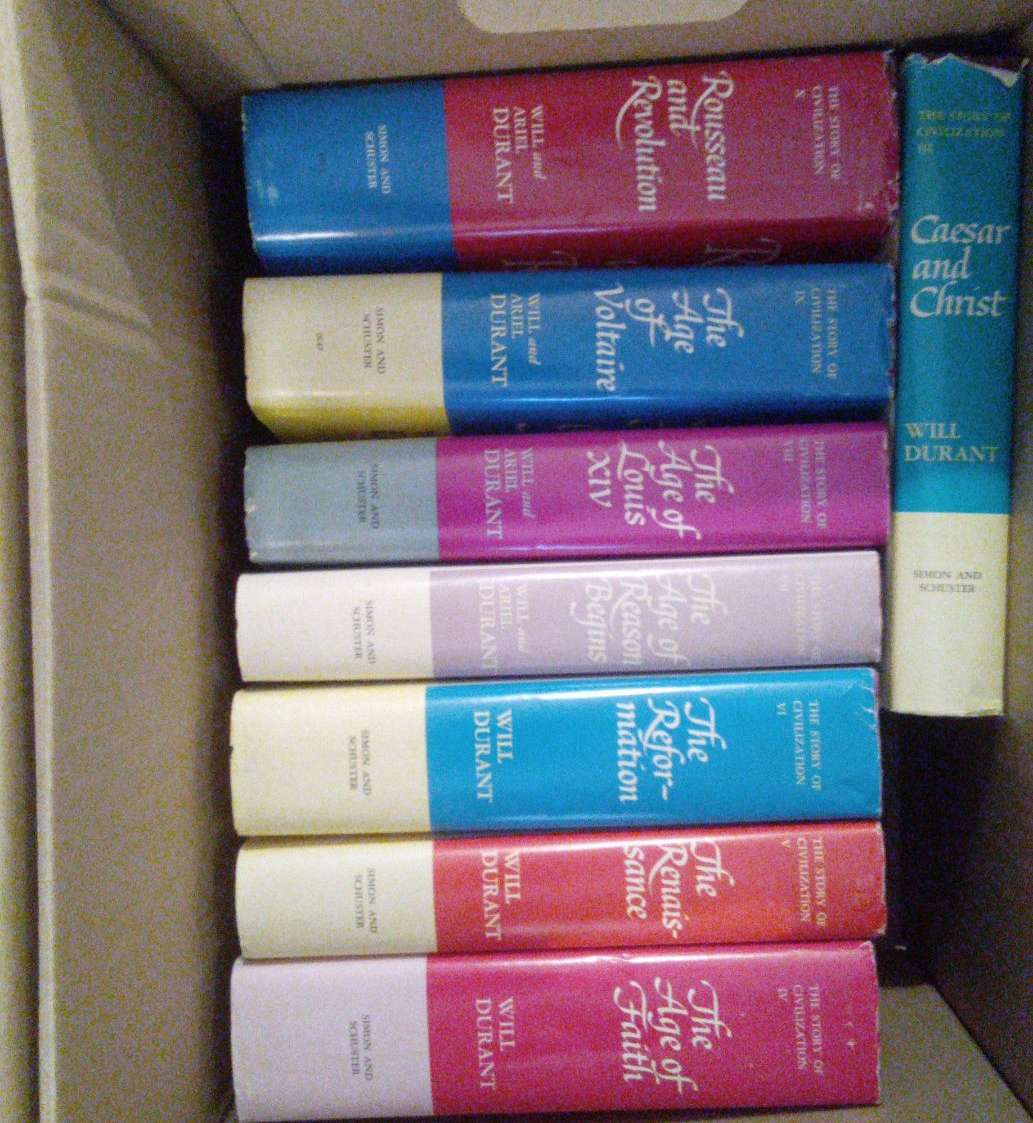 THE STORY OF
CIVILIZATION
X
Rousseau
and
Revolution
WILL and
ARIEL
DURANT
SIMON AND
SCHUSTER
THE STORY OF
CIVILIZATION
IX
The
Age
of
Voltaire
WILL and
ARIEL
DURANT
SIMON AND
SCHUSTER
THE STORY OF
CIVILIZATION
VIII
The
Age of
Louis
XIV
WILL and
ARIEL
DURANT
SIMON AND
SCHUSTER
The
Age of
Reason
Begins
WILL and
ARIEL
DURANT
SIMON AND
SCHUSTER
THE STORY OF
CIVILIZATION
VI
The
Refor-
mation
WILL
DURANT
SIMON AND
SCHUSTER
THE STORY OF
CIVILIZATION
V
The
Renais-
sance
WILL
DURANT
SIMON AND
SCHUSTER
THE STORY OF
CIVILIZATION
IV
The
Age of
Faith
WILL
DURANT
SIMON AND
SCHUSTER
THE STORY OF
CIVILIZATION
III
Caesar
and
Christ
WILL
DURANT
SIMON AND
SCHUSTER